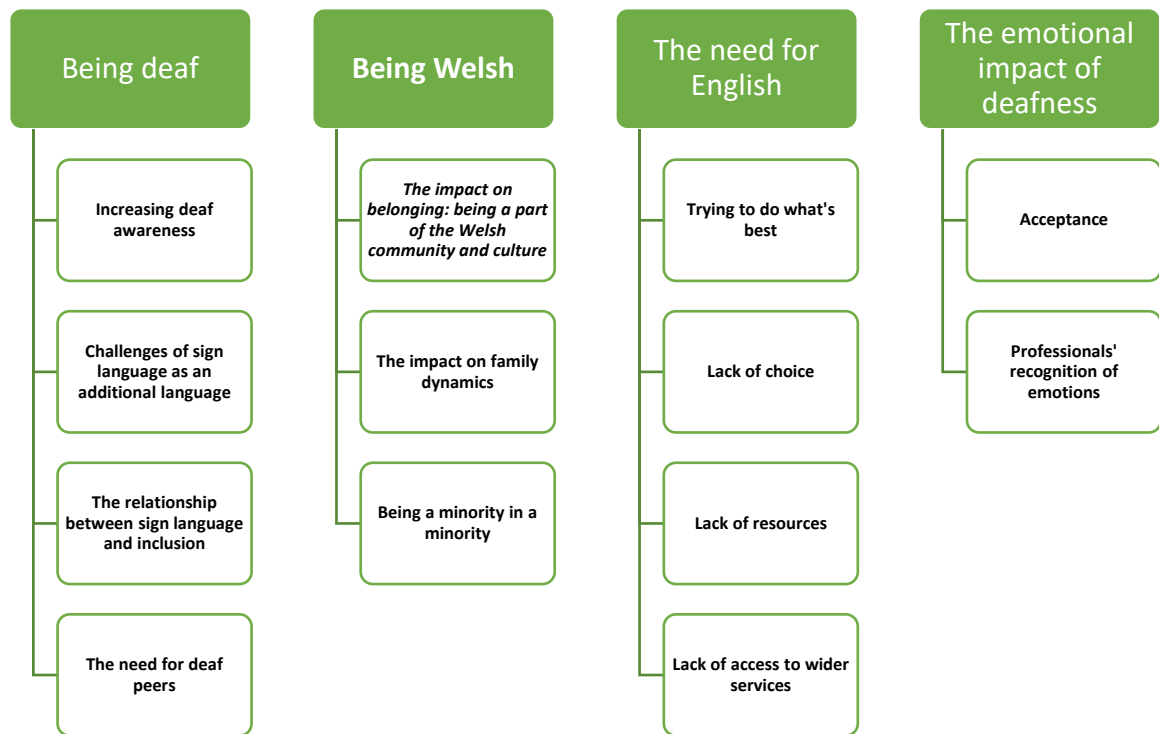 Being deaf
Increasing deaf
awareness
Challenges of sign
language as an
additional language
The relationship
between sign language
and inclusion
The need for deaf
peers
Being Welsh
The impact on
belonging: being a part
of the Welsh
community and culture
The impact on family
dynamics
Being a minority in a
minority
The need for
English
Trying to do what's
best
Lack of choice
Lack of resources
Lack of access to wider
services
The emotional
impact of
deafness
Acceptance
Professionals'
recognition of
emotions